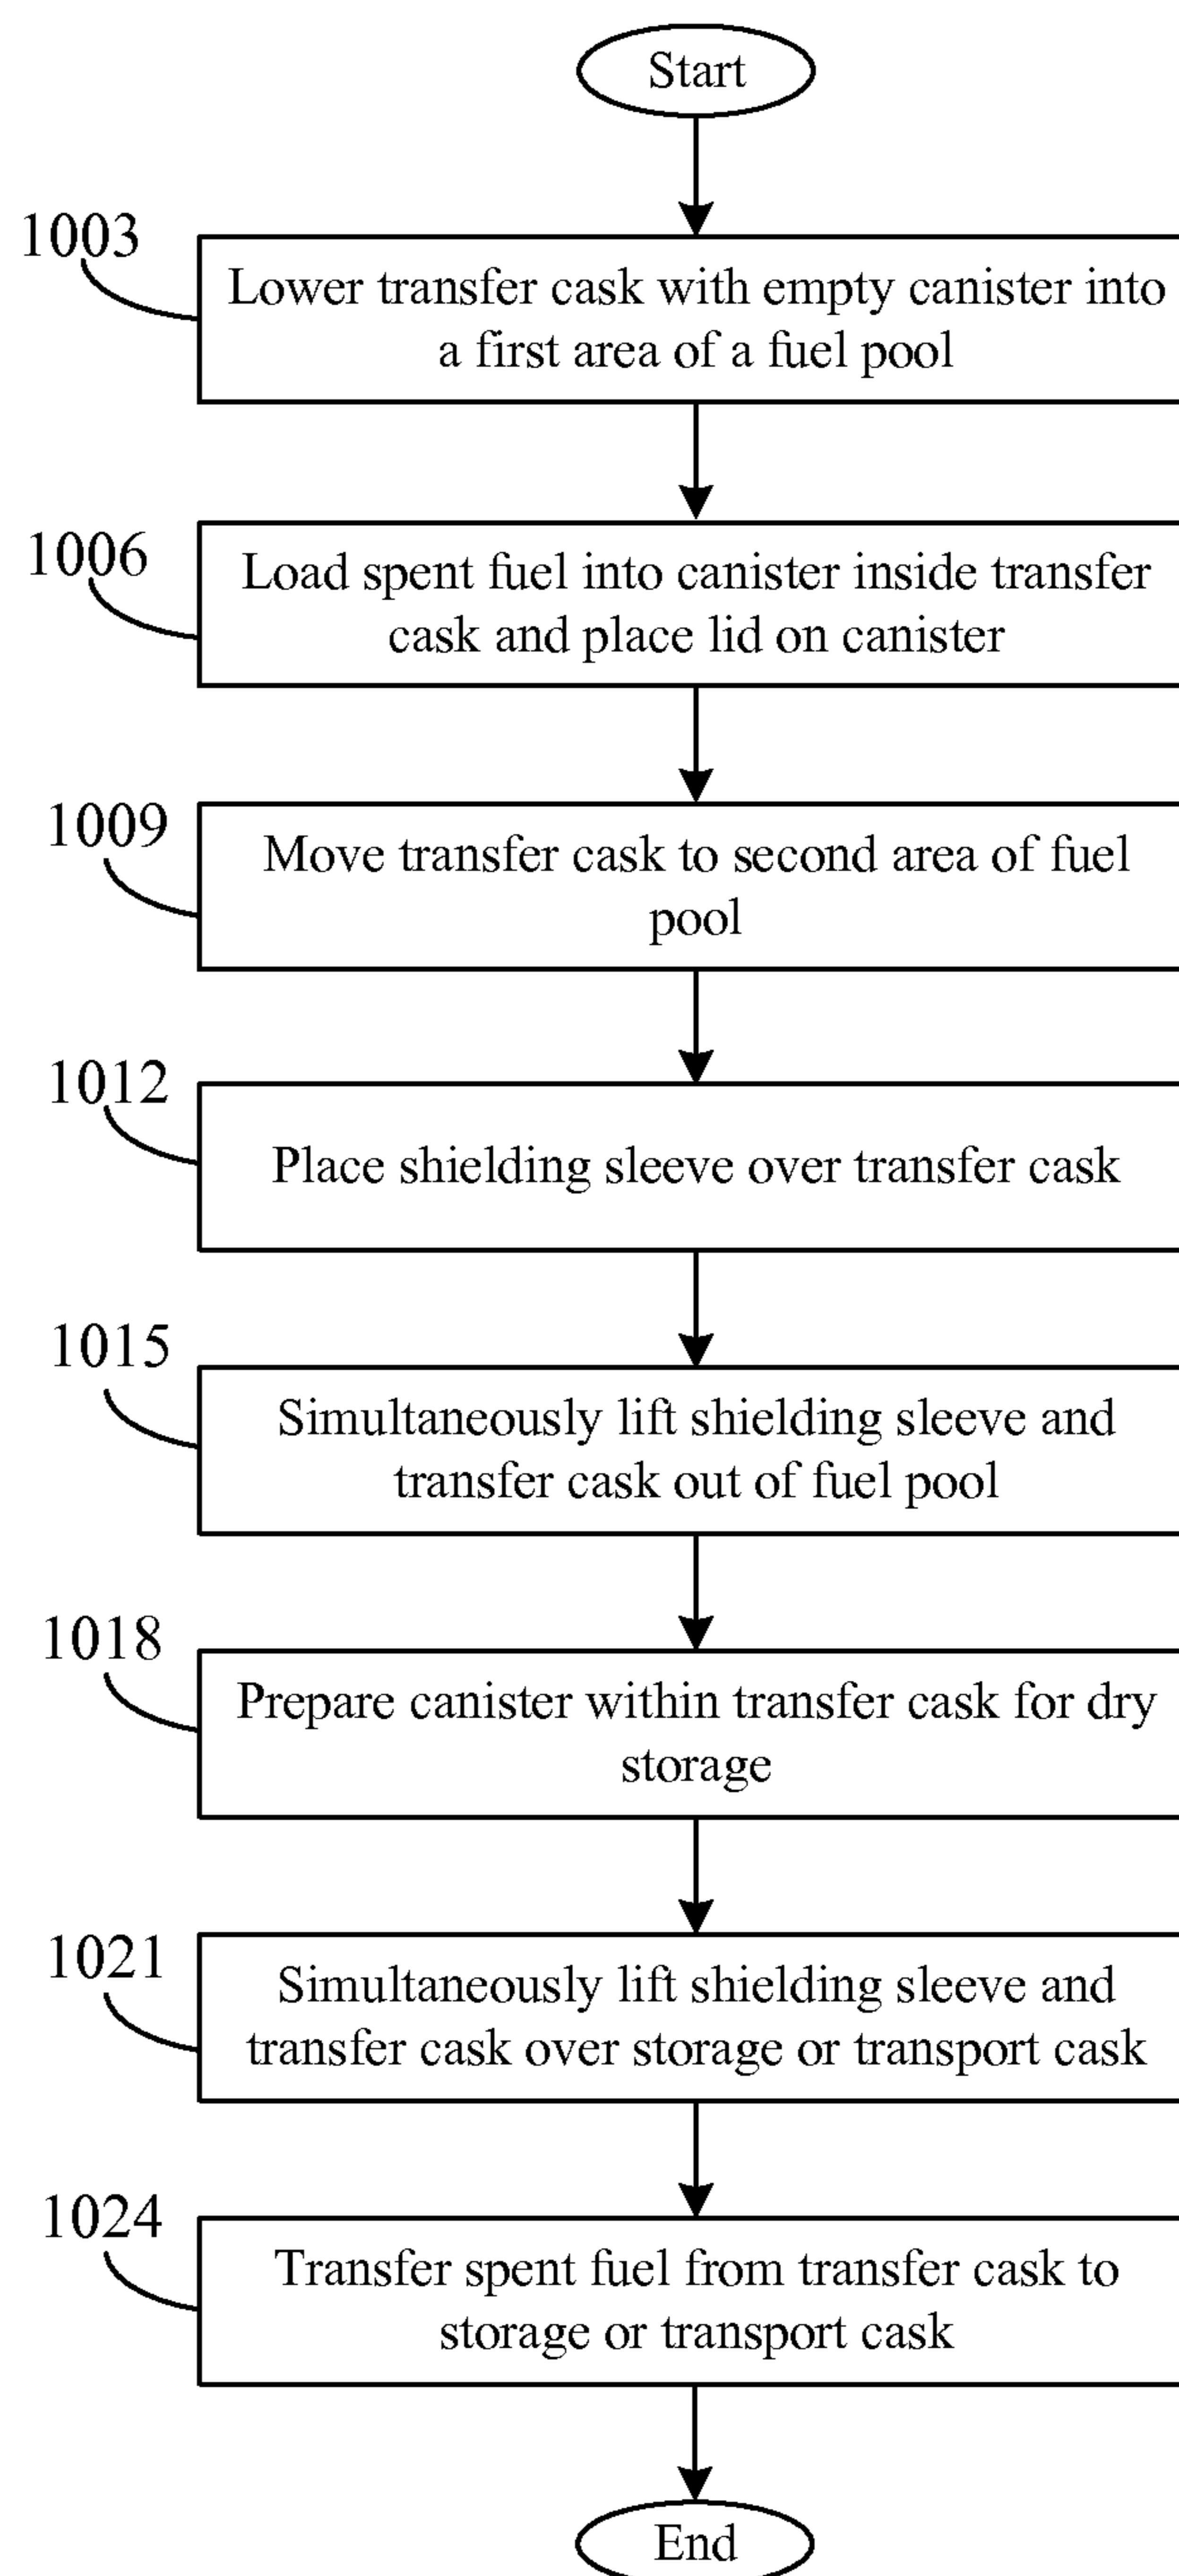 Start
1003
Lower transfer cask with empty canister into
a first area of a fuel pool
1006
Load spent fuel into canister inside transfer
cask and place lid on canister
1009
Move transfer cask to second area of fuel
pool
1012
Place shielding sleeve over transfer cask
1015
Simultaneously lift shielding sleeve and
transfer cask out of fuel pool
1018
Prepare canister within transfer cask for dry
storage
1021
Simultaneously lift shielding sleeve and
transfer cask over storage or transport cask
1024
Transfer spent fuel from transfer cask to
storage or transport cask
End